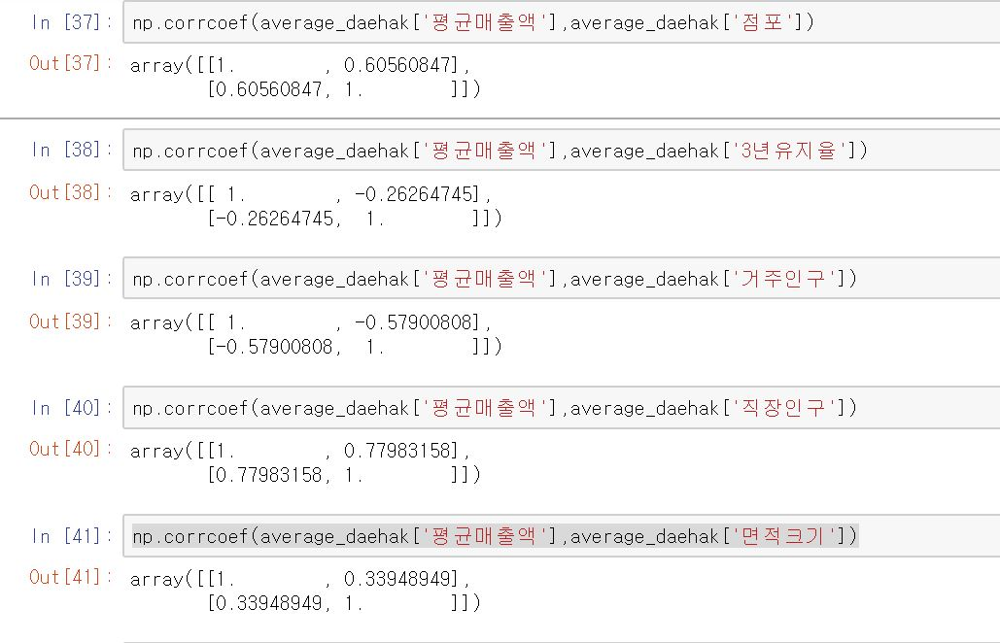 In [37]: np.corrcoef(average_daehak['평균매출액'],average_daehak['점포'])
Out[37]: array([[1.        , 0.60560847],
       [0.60560847, 1.        ]])
In [38]: np.corrcoef(average_daehak['평균매출액'],average_daehak['3년유지율'])
Out[38]: array([[ 1.        , -0.26264745],
       [-0.26264745,  1.        ]])
In [39]: np.corrcoef(average_daehak['평균매출액'],average_daehak['거주인구'])
Out[39]: array([[ 1.        , -0.57900808],
       [-0.57900808,  1.        ]])
In [40]: np.corrcoef(average_daehak['평균매출액'],average_daehak['직장인구'])
Out[40]: array([[1.        , 0.77983158],
       [0.77983158, 1.        ]])
In [41]: np.corrcoef(average_daehak['평균매출액'],average_daehak['면적크기'])
Out[41]: array([[1.        , 0.33948949],
       [0.33948949, 1.        ]])